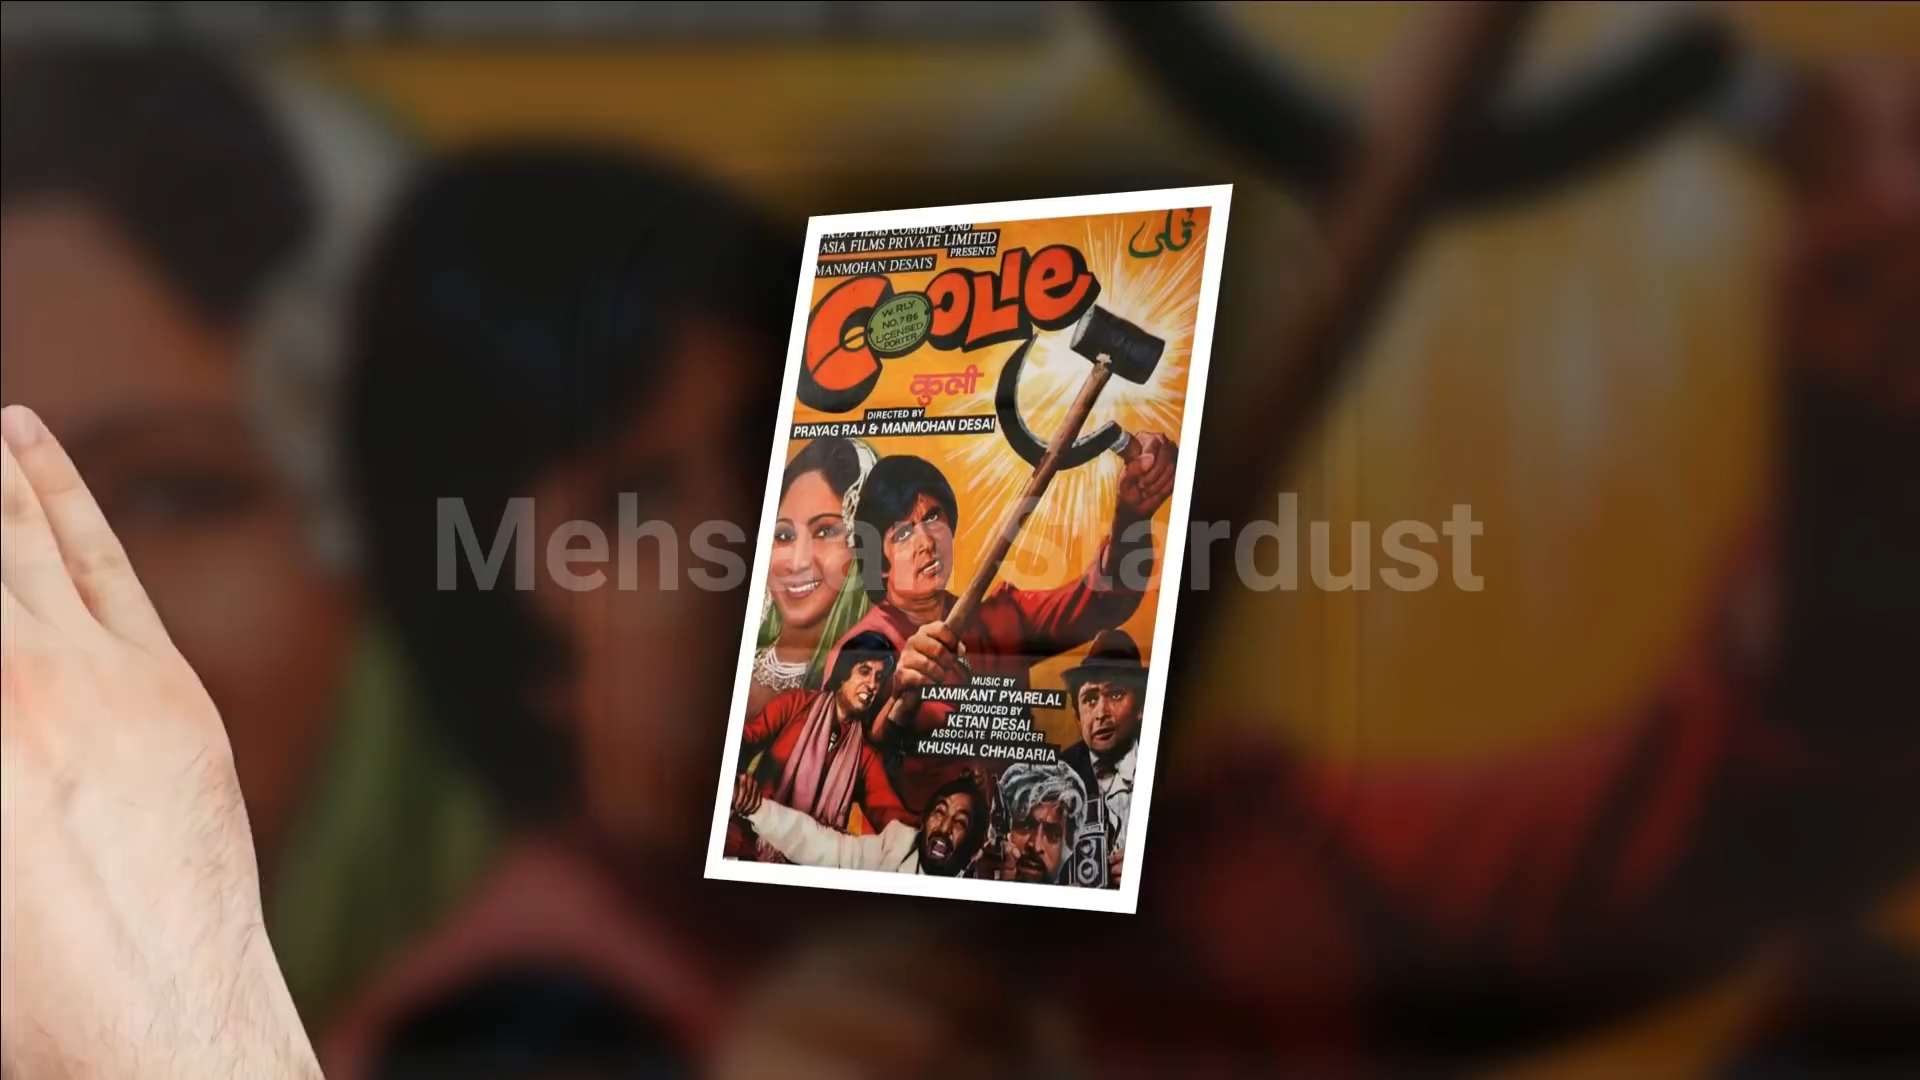 ASIA FILMS PRIVATE LIMITED
PRESENTS
MANMOHAN DESAI'S
COOLIE
قلی
W. RLY.
NO. 786
LICENSED
PORTER
कुली
DIRECTED BY
PRAYAG RAJ & MANMOHAN DESAI
Stardust
MUSIC BY
LAXMIKANT PYARELAL
PRODUCED BY
KETAN DESAI
ASSOCIATE PRODUCER
KHUSHAL CHHABARIA